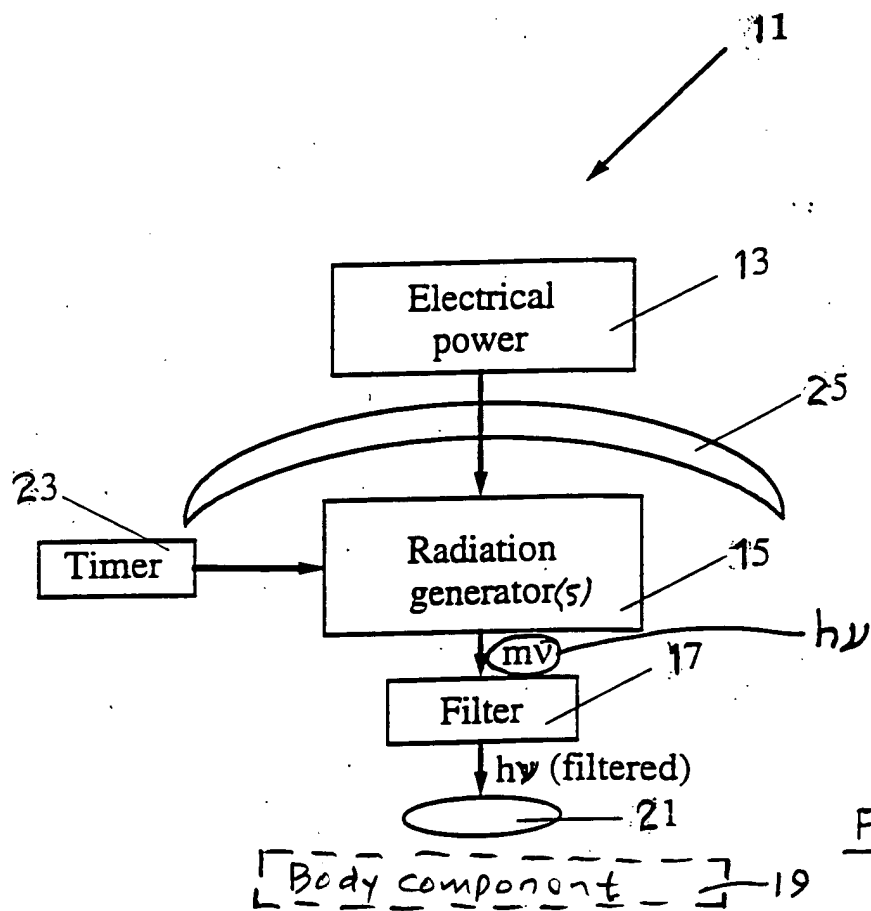 11
Electrical
power
13
25
23
Timer
Radiation
generator(s)
15
mν
hν
17
Filter
hν (filtered)
21
F
Body component
19